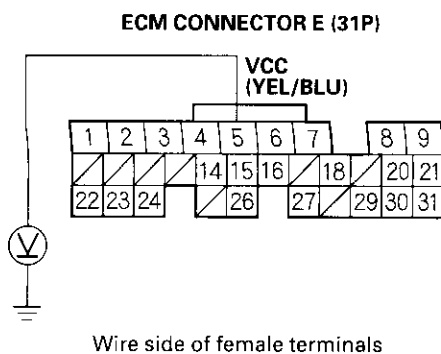 ECM CONNECTOR E (31P)
VCC
(YEL/BLU)
1 2 3 4 5 6 7 8 9
14 15 16 18 20 21
22 23 24 26 27 29 30 31
V
Wire side of female terminals